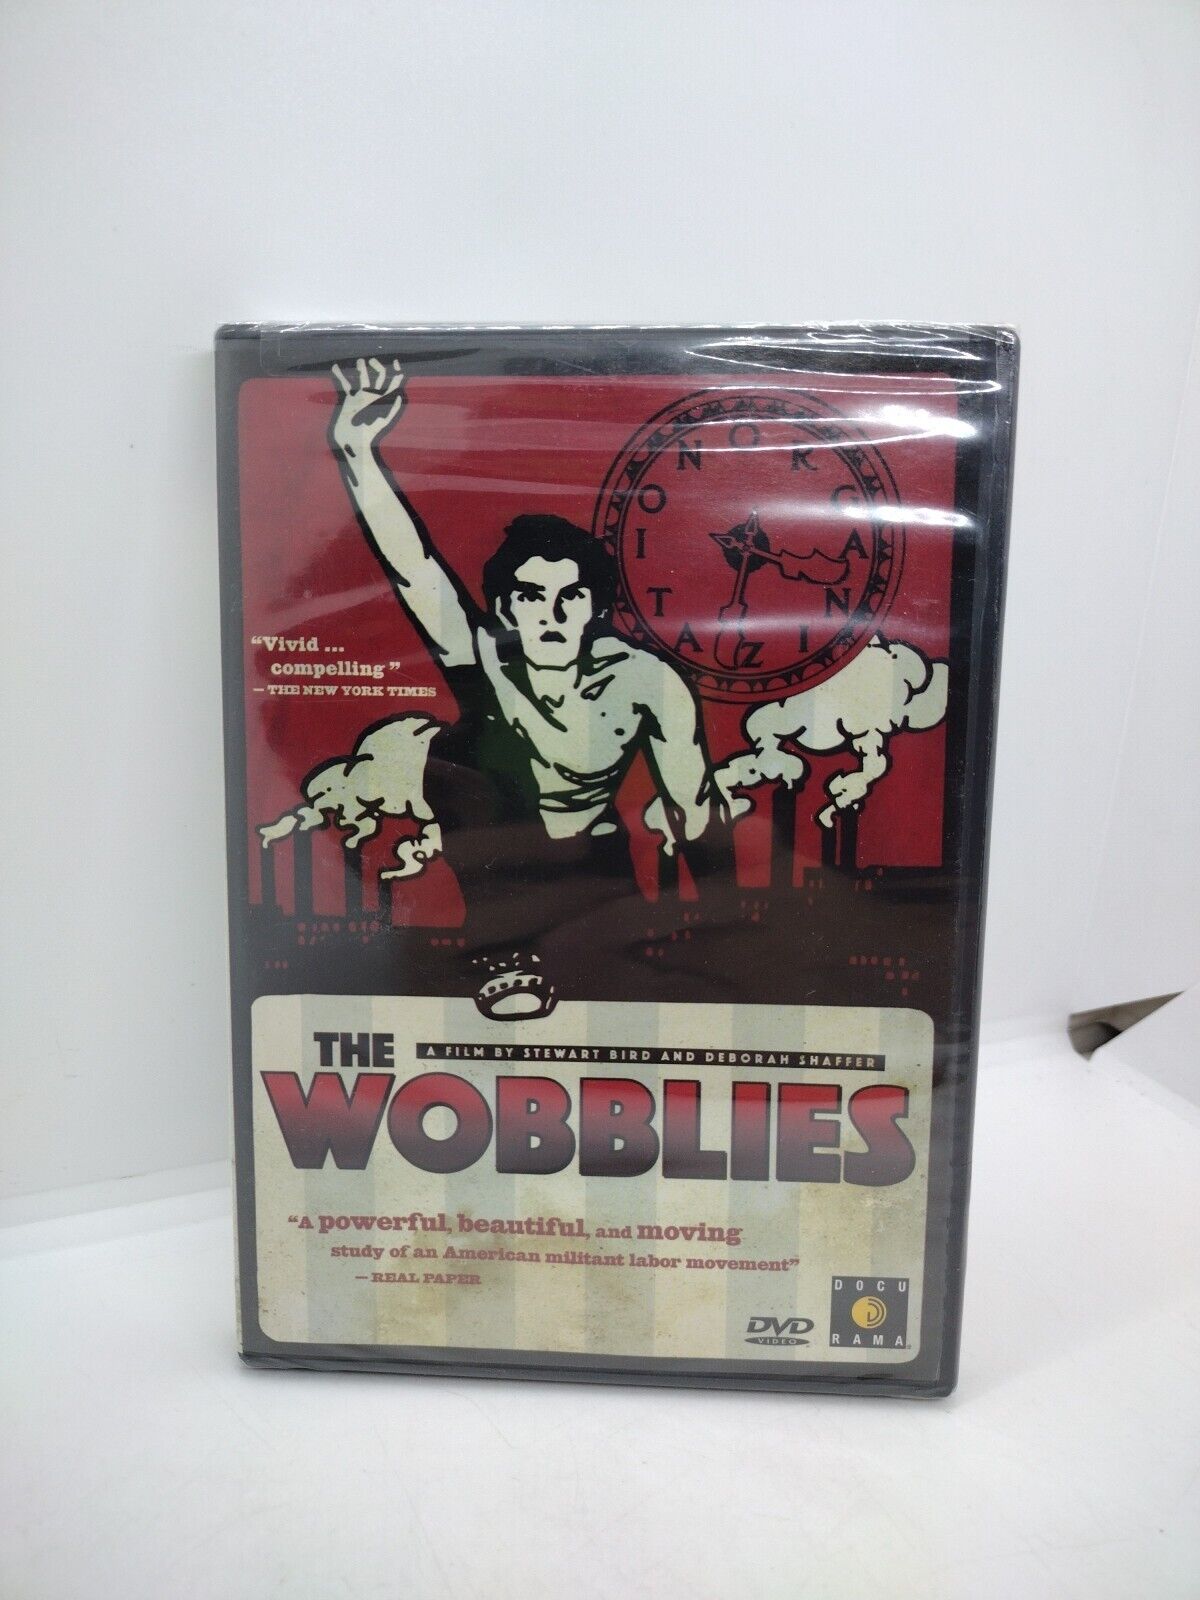 ORGANIZATION
“Vivid ...
compelling”
— THE NEW YORK TIMES
THE
A FILM BY STEWART BIRD AND DEBORAH SHAFFER
WOBBLIES
“A powerful, beautiful, and moving
study of an American militant labor movement”
— REAL PAPER
DVD
VIDEO
DOCU
RAMA